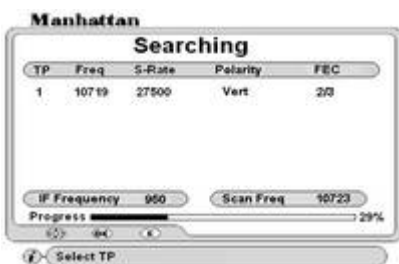 Manhattan
Searching
TP Freq S-Rate Polarity FEC
1 10719 27500 Vert 2/3
IF Frequency 950 Scan Freq 10723
Progress 29%
i Select TP